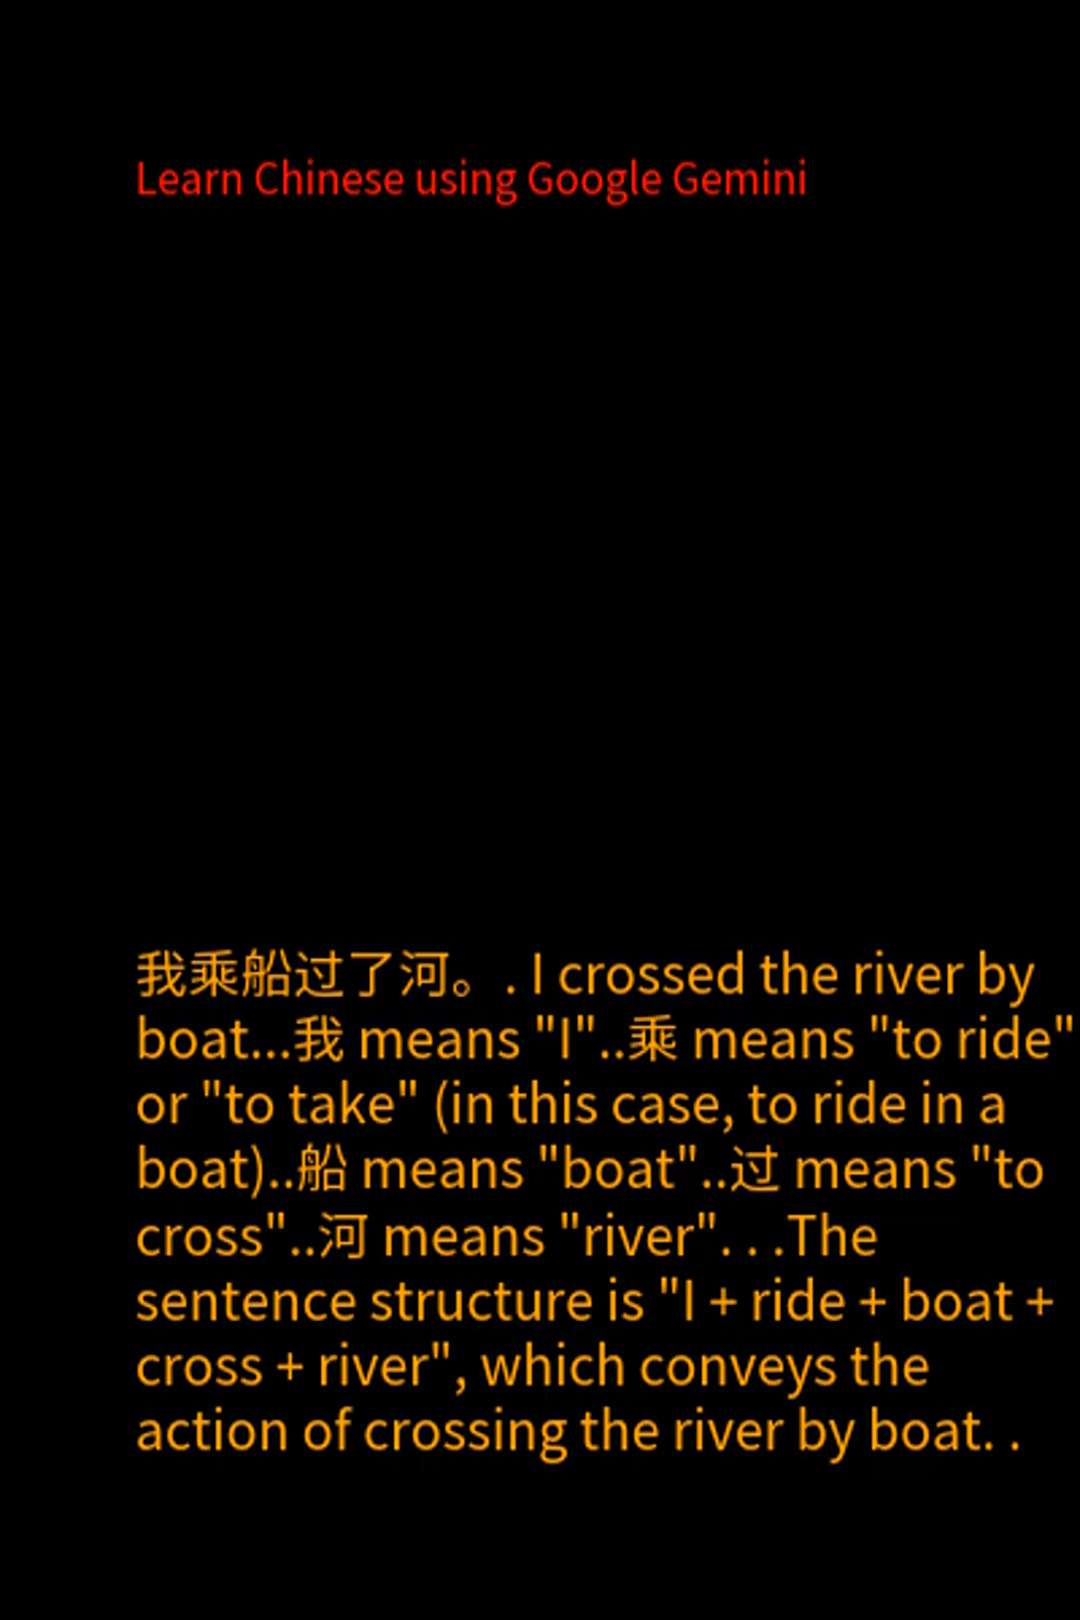 Learn Chinese using Google Gemini
我乘船过了河。. I crossed the river by
boat...我 means "I"..乘 means "to ride"
or "to take" (in this case, to ride in a
boat)..船 means "boat"..过 means "to
cross"..河 means "river". . .The
sentence structure is "I + ride + boat +
cross + river", which conveys the
action of crossing the river by boat. .